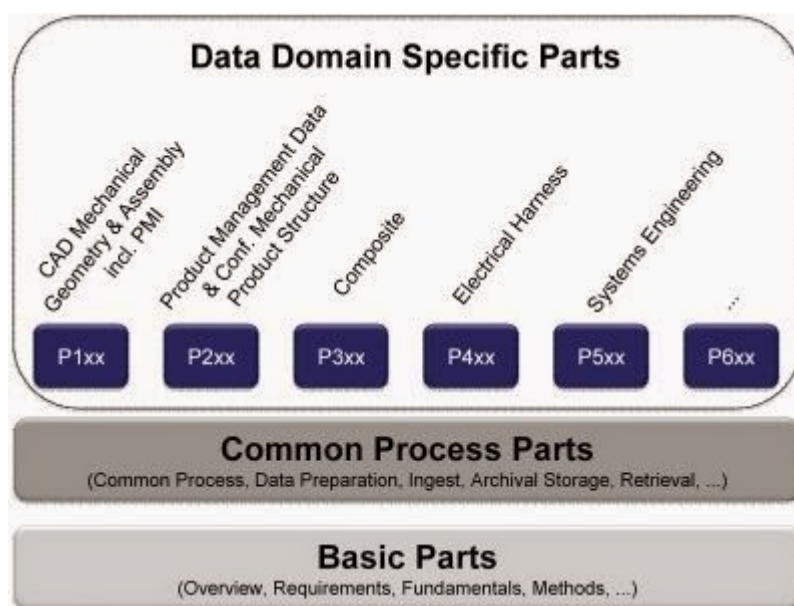 Data Domain Specific Parts
CAD Mechanical
Geometry & Assembly
incl. PMI
Product Management Data
& Conf. Mechanical
Product Structure
Composite
Electrical Harness
Systems Engineering
...
P1xx
P2xx
P3xx
P4xx
P5xx
P6xx
Common Process Parts
(Common Process, Data Preparation, Ingest, Archival Storage, Retrieval, ...)
Basic Parts
(Overview, Requirements, Fundamentals, Methods, ...)